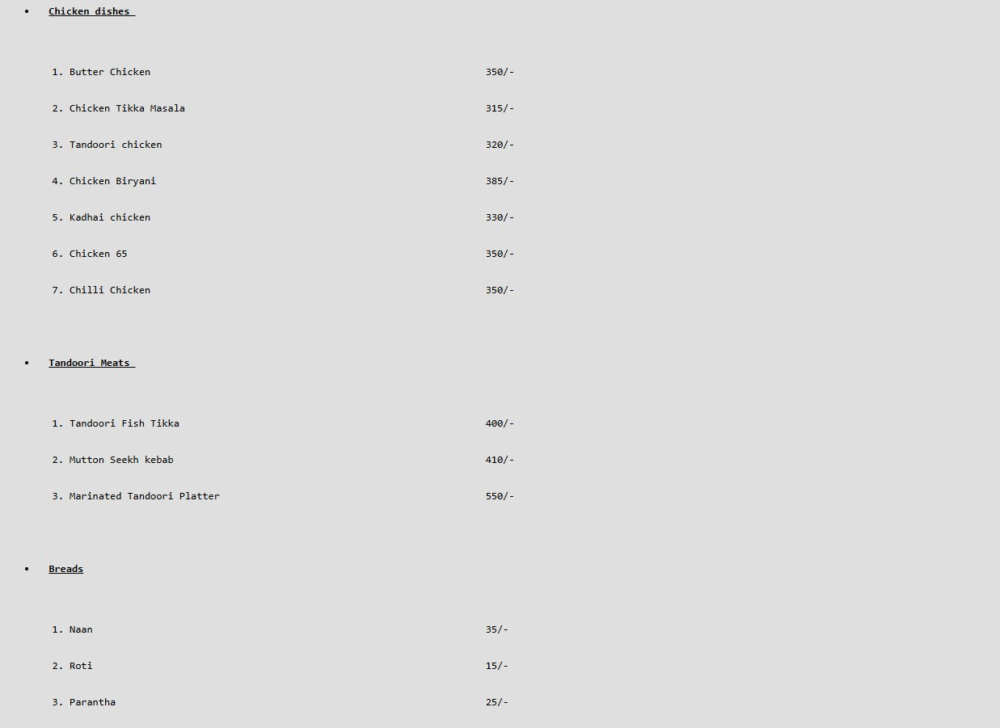 • Chicken dishes
1. Butter Chicken 350/-
2. Chicken Tikka Masala 315/-
3. Tandoori chicken 320/-
4. Chicken Biryani 385/-
5. Kadhai chicken 330/-
6. Chicken 65 350/-
7. Chilli Chicken 350/-
• Tandoori Meats
1. Tandoori Fish Tikka 400/-
2. Mutton Seekh kebab 410/-
3. Marinated Tandoori Platter 550/-
• Breads
1. Naan 35/-
2. Roti 15/-
3. Parantha 25/-